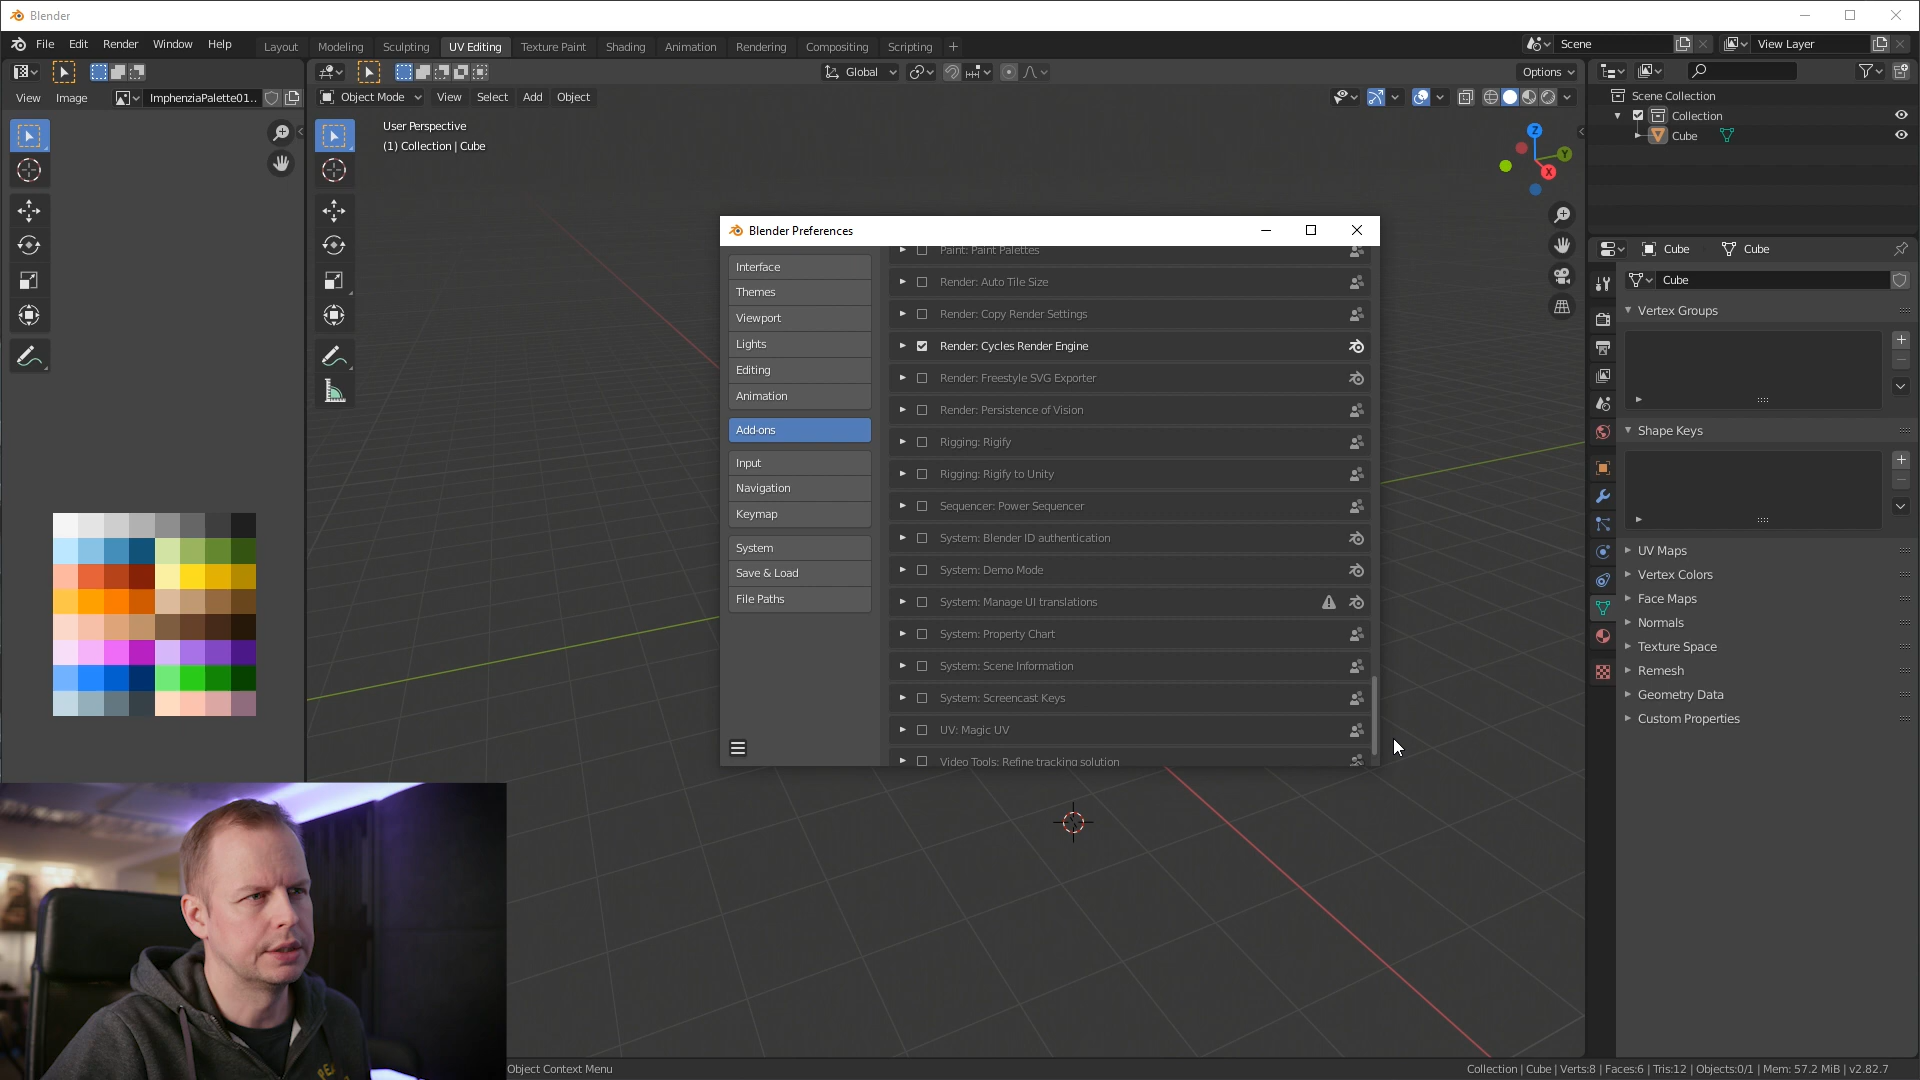 Blender
File Edit Render Window Help
Layout Modeling Sculpting UV Editing Texture Paint Shading Animation Rendering Compositing Scripting +
Scene
View Layer
Global
Options
View Image
ImphenziaPalette01..
Object Mode
View Select Add Object
User Perspective
(1) Collection | Cube
Z
Y
X
Scene Collection
Collection
Cube
Cube
Cube
Cube
Vertex Groups
Shape Keys
UV Maps
Vertex Colors
Face Maps
Normals
Texture Space
Remesh
Geometry Data
Custom Properties
Blender Preferences
Interface
Themes
Viewport
Lights
Editing
Animation
Add-ons
Input
Navigation
Keymap
System
Save & Load
File Paths
Paint: Paint Palettes
Render: Auto Tile Size
Render: Copy Render Settings
Render: Cycles Render Engine
Render: Freestyle SVG Exporter
Render: Persistence of Vision
Rigging: Rigify
Rigging: Rigify to Unity
Sequencer: Power Sequencer
System: Blender ID authentication
System: Demo Mode
System: Manage UI translations
System: Property Chart
System: Scene Information
System: Screencast Keys
UV: Magic UV
Video Tools: Refine tracking solution
Object Context Menu
Collection | Cube | Verts:8 | Faces:6 | Tris:12 | Objects:0/1 | Mem: 57.2 MiB | v2.82.7